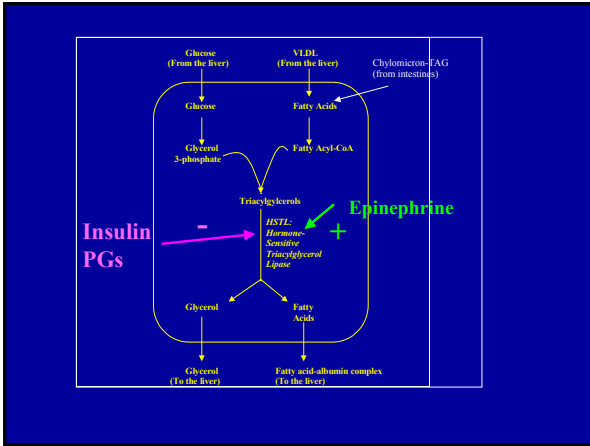 Glucose
(From the liver)
VLDL
(From the liver)
Chylomicron-TAG
(from intestines)
Glucose
Fatty Acids
Glycerol
3-phosphate
Fatty Acyl-CoA
Triacylgylcerols
Epinephrine
Insulin
PGs
-
HSTL:
Hormone-
Sensitive
Triacylglycerol
Lipase
+
Glycerol
Fatty
Acids
Glycerol
(To the liver)
Fatty acid-albumin complex
(To the liver)